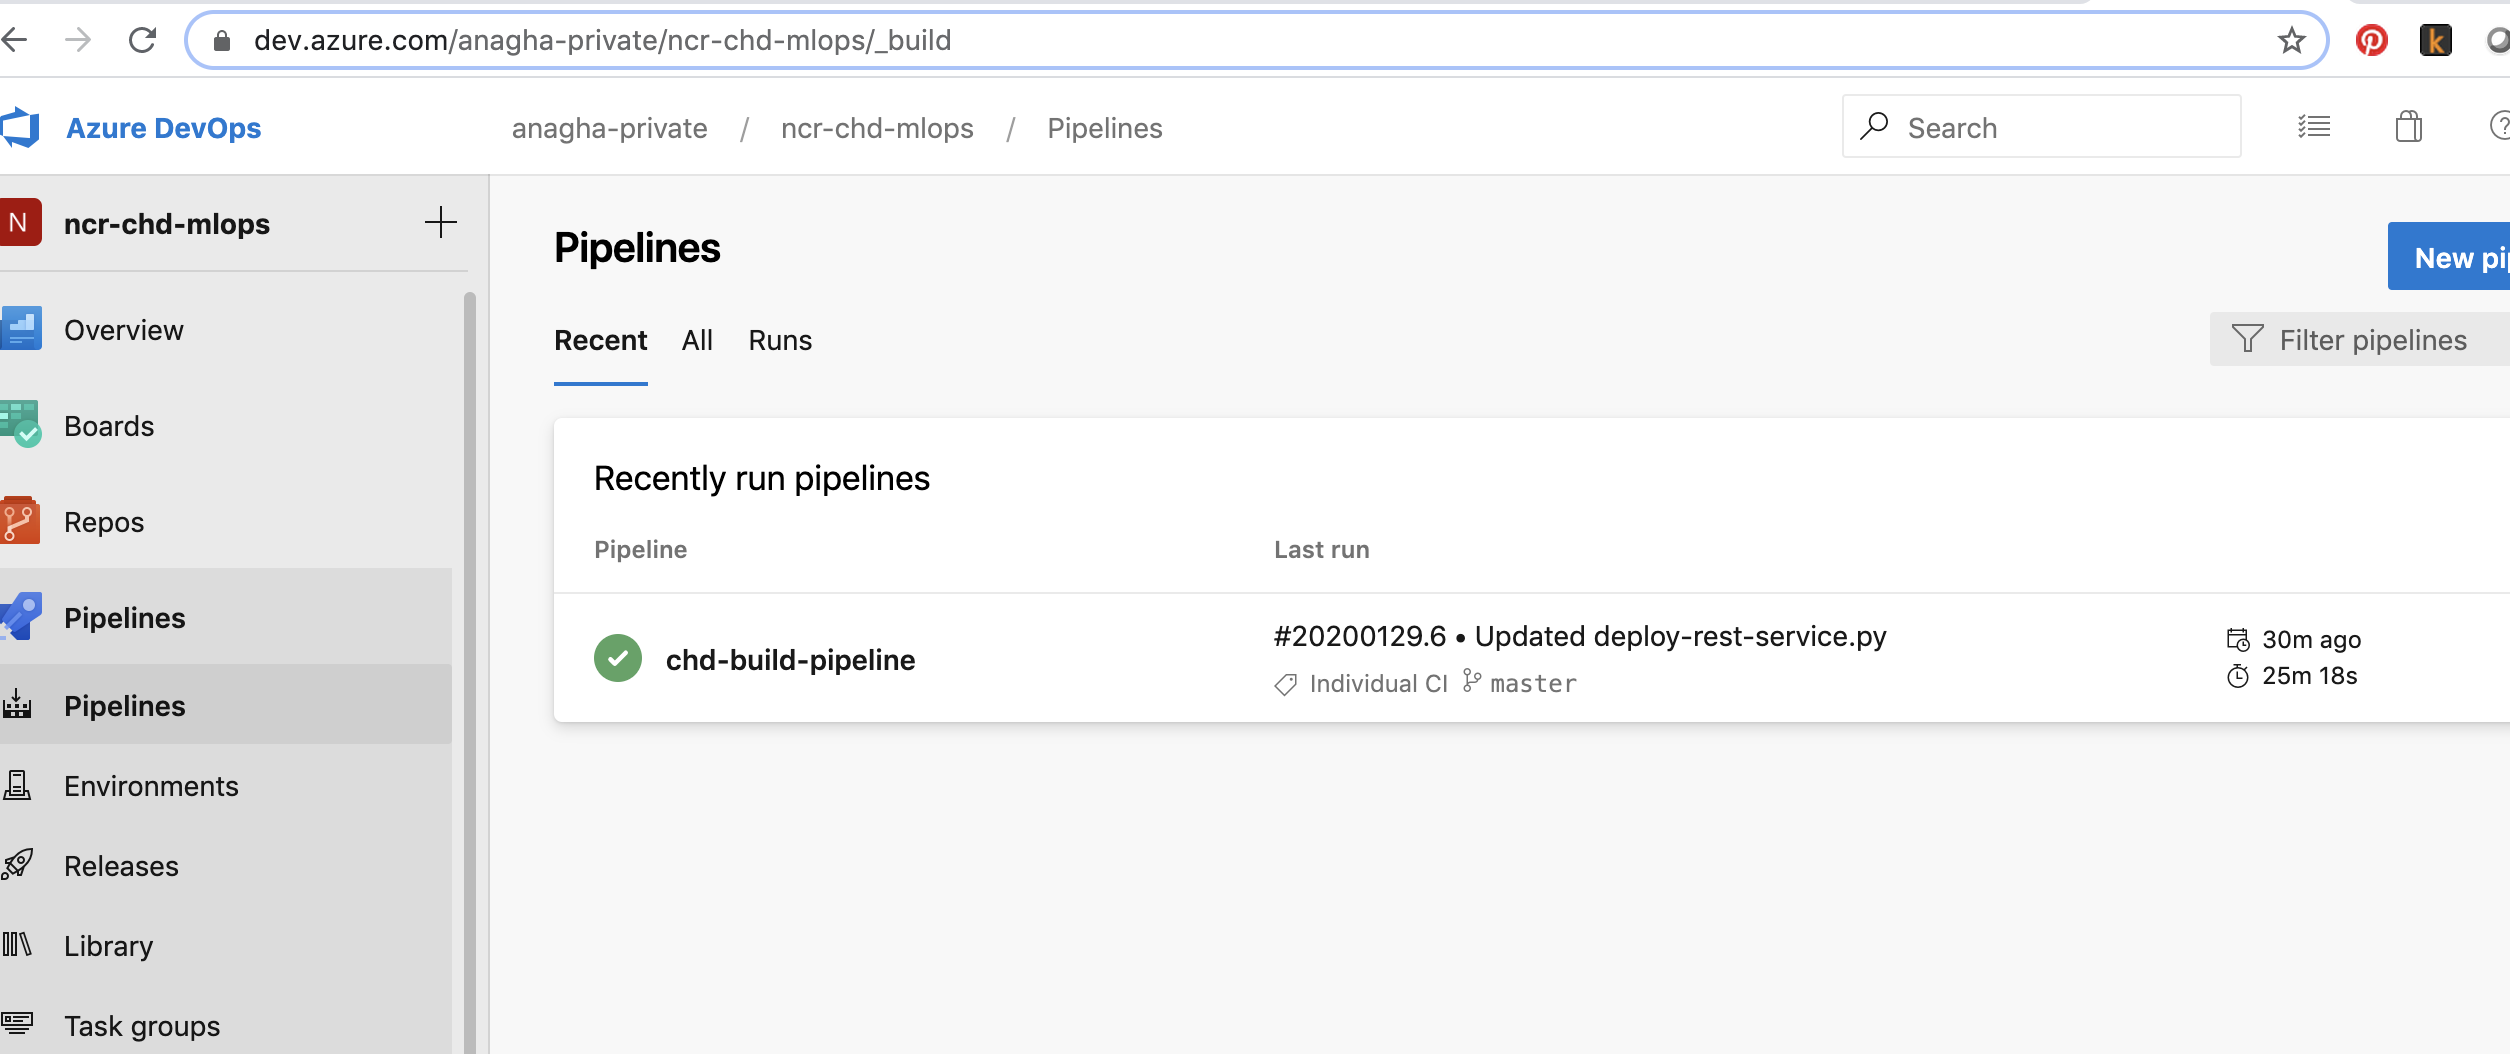 dev.azure.com/anagha-private/ncr-chd-mlops/_build
Azure DevOps
anagha-private / ncr-chd-mlops / Pipelines
Search
N ncr-chd-mlops
Overview
Boards
Repos
Pipelines
Pipelines
Environments
Releases
Library
Task groups
Pipelines
New pip
Recent All Runs
Filter pipelines
Recently run pipelines
Pipeline Last run
chd-build-pipeline
#20200129.6 • Updated deploy-rest-service.py
Individual CI master
30m ago
25m 18s